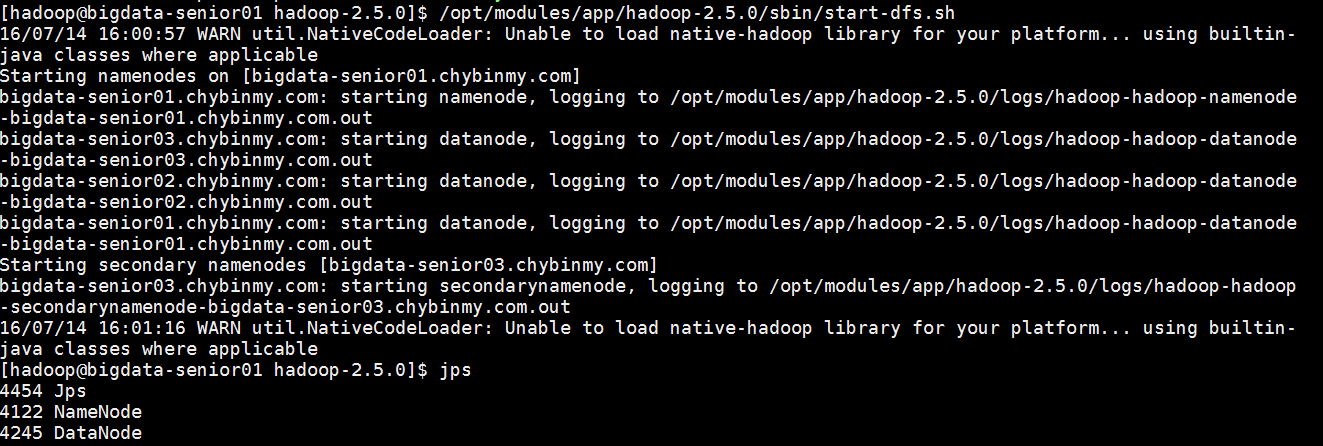 [hadoop@bigdata-senior01 hadoop-2.5.0]$ /opt/modules/app/hadoop-2.5.0/sbin/start-dfs.sh
16/07/14 16:00:57 WARN util.NativeCodeLoader: Unable to load native-hadoop library for your platform... using builtin-
java classes where applicable
Starting namenodes on [bigdata-senior01.chybinmy.com]
bigdata-senior01.chybinmy.com: starting namenode, logging to /opt/modules/app/hadoop-2.5.0/logs/hadoop-hadoop-namenode
-bigdata-senior01.chybinmy.com.out
bigdata-senior03.chybinmy.com: starting datanode, logging to /opt/modules/app/hadoop-2.5.0/logs/hadoop-hadoop-datanode
-bigdata-senior03.chybinmy.com.out
bigdata-senior02.chybinmy.com: starting datanode, logging to /opt/modules/app/hadoop-2.5.0/logs/hadoop-hadoop-datanode
-bigdata-senior02.chybinmy.com.out
bigdata-senior01.chybinmy.com: starting datanode, logging to /opt/modules/app/hadoop-2.5.0/logs/hadoop-hadoop-datanode
-bigdata-senior01.chybinmy.com.out
Starting secondary namenodes [bigdata-senior03.chybinmy.com]
bigdata-senior03.chybinmy.com: starting secondarynamenode, logging to /opt/modules/app/hadoop-2.5.0/logs/hadoop-hadoop
-secondarynamenode-bigdata-senior03.chybinmy.com.out
16/07/14 16:01:16 WARN util.NativeCodeLoader: Unable to load native-hadoop library for your platform... using builtin-
java classes where applicable
[hadoop@bigdata-senior01 hadoop-2.5.0]$ jps
4454 Jps
4122 NameNode
4245 DataNode